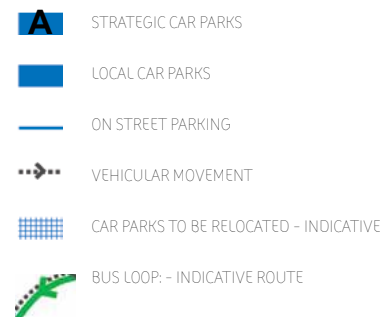 A STRATEGIC CAR PARKS
LOCAL CAR PARKS
ON STREET PARKING
VEHICULAR MOVEMENT
CAR PARKS TO BE RELOCATED - INDICATIVE
BUS LOOP: - INDICATIVE ROUTE